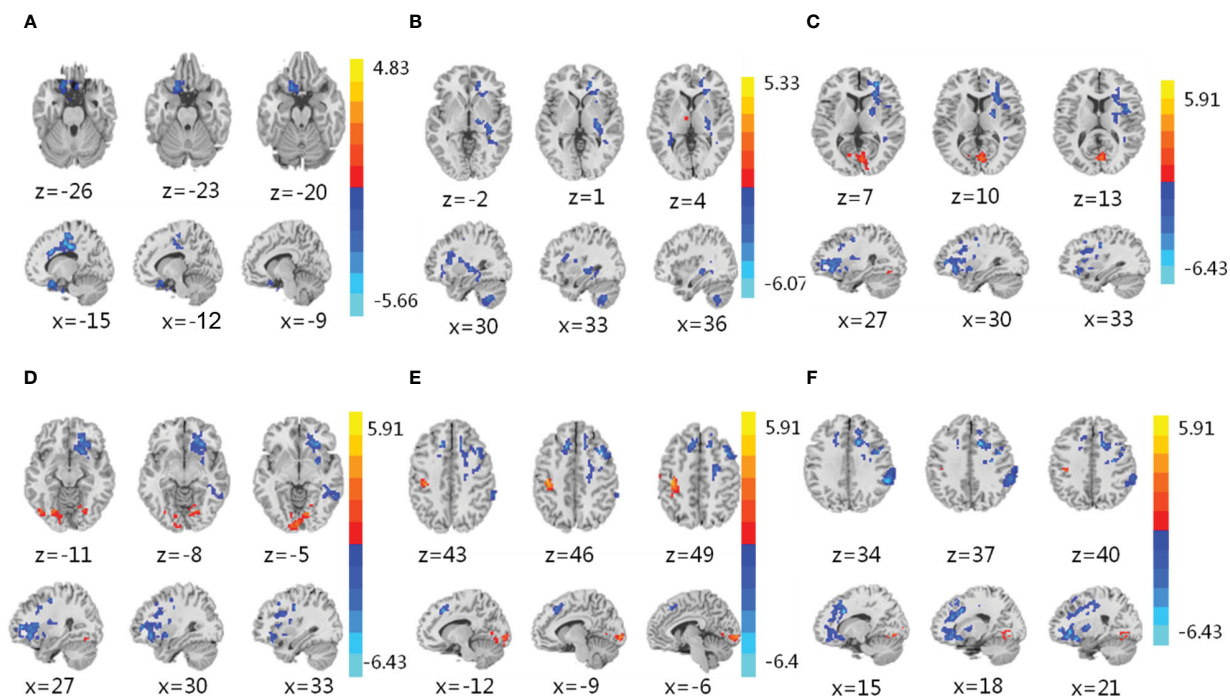 A
B
C
4.83
-5.66
z=-26 z=-23 z=-20
x=-15 x=-12 x=-9
5.33
-6.07
z=-2 z=1 z=4
x=30 x=33 x=36
5.91
-6.43
z=7 z=10 z=13
x=27 x=30 x=33
D
E
F
5.91
-6.43
z=-11 z=-8 z=-5
x=27 x=30 x=33
5.91
-6.4
z=43 z=46 z=49
x=-12 x=-9 x=-6
5.91
-6.43
z=34 z=37 z=40
x=15 x=18 x=21